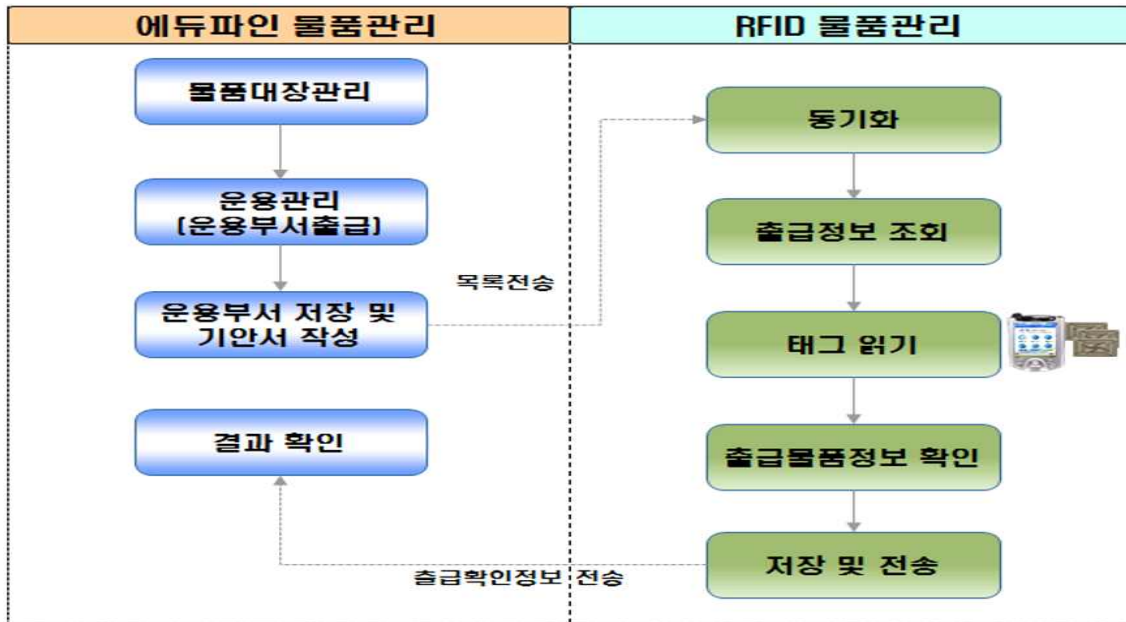 에듀파인 물품관리
RFID 물품관리
물품대장관리
운용관리
(운용부서출급)
운용부서 저장 및
기안서 작성
목록전송
동기화
출급정보 조회
태그 읽기
출급물품정보 확인
저장 및 전송
출급확인정보 전송
결과 확인